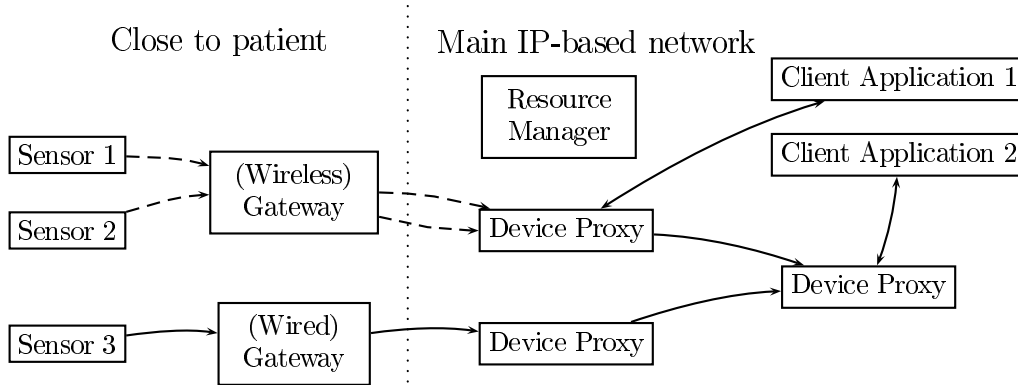 Close to patient
Main IP-based network
Client Application 1
Resource
Manager
Sensor 1
Client Application 2
(Wireless)
Gateway
Sensor 2
Device Proxy
Device Proxy
(Wired)
Gateway
Sensor 3
Device Proxy